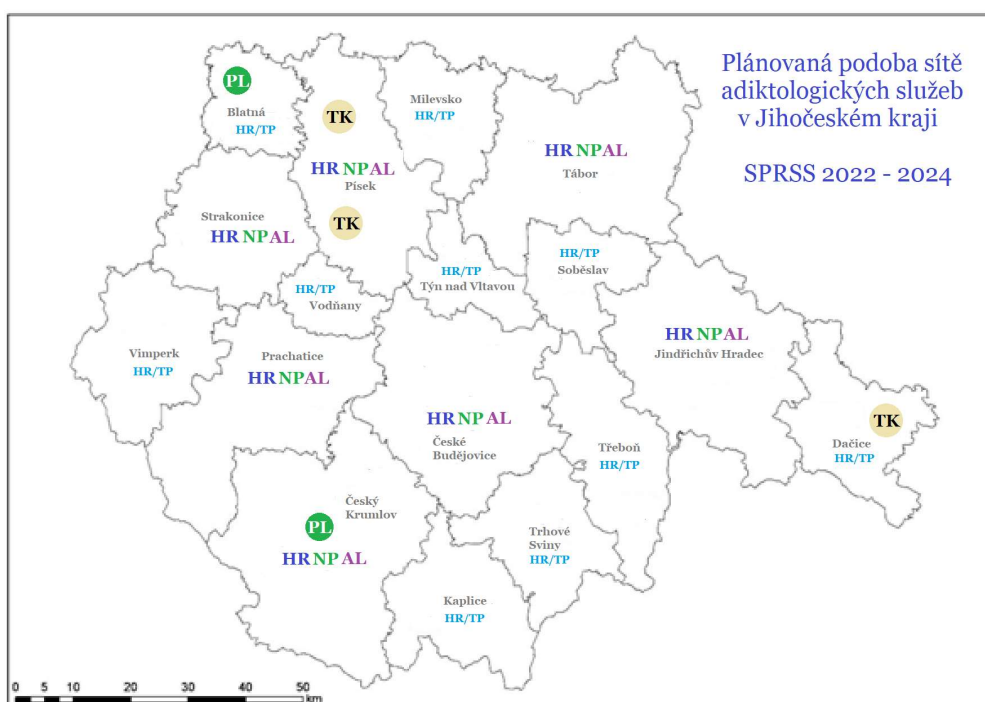 Plánovaná podoba sítě
adiktologických služeb
v Jihočeském kraji
SPRSS 2022 - 2024
PL
Blatná
HR/TP
TK
HR NP AL
Písek
TK
Milevsko
HR/TP
HR NP AL
Tábor
Strakonice
HR NP AL
HR/TP
Vodňany
HR/TP
Týn nad Vltavou
HR/TP
Soběslav
Vimperk
HR/TP
Prachatice
HR NP AL
HR NP AL
Jindřichův Hradec
TK
Dačice
HR/TP
HR NP AL
České
Budějovice
Třeboň
HR/TP
Český
Krumlov
PL
HR NP AL
Trhové
Sviny
HR/TP
Kaplice
HR/TP
0 5 10 20 30 40 50
km